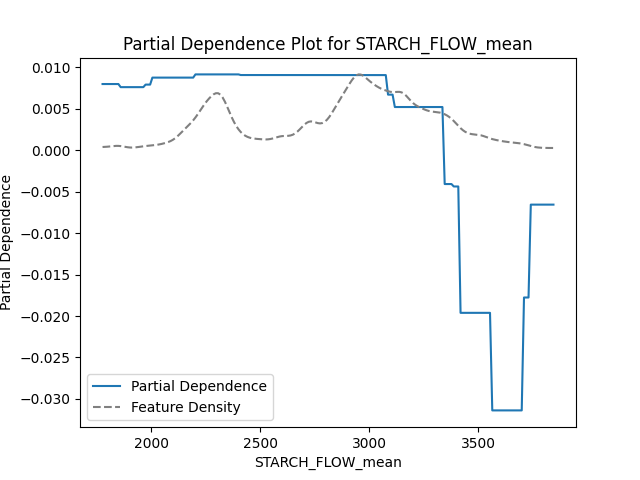 Partial Dependence Plot for STARCH_FLOW_mean
0.010
0.005
0.000
−0.005
−0.010
−0.015
−0.020
−0.025
−0.030
Partial Dependence
Partial Dependence
Feature Density
2000 2500 3000 3500
STARCH_FLOW_mean